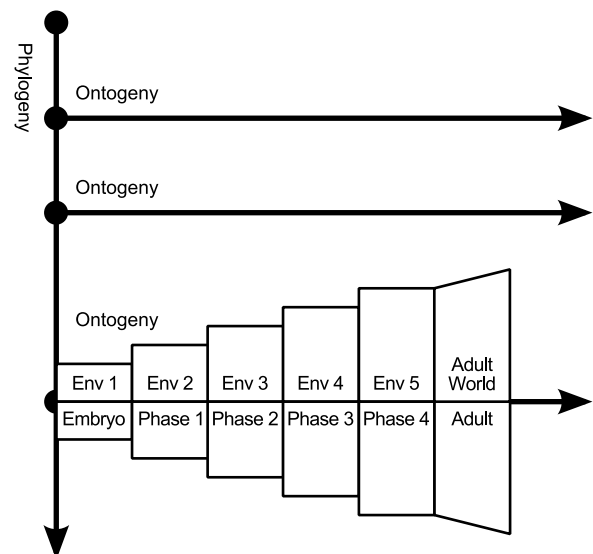 Phylogeny
Ontogeny
Ontogeny
Ontogeny
Env 1
Env 2
Env 3
Env 4
Env 5
Adult
World
Embryo
Phase 1
Phase 2
Phase 3
Phase 4
Adult